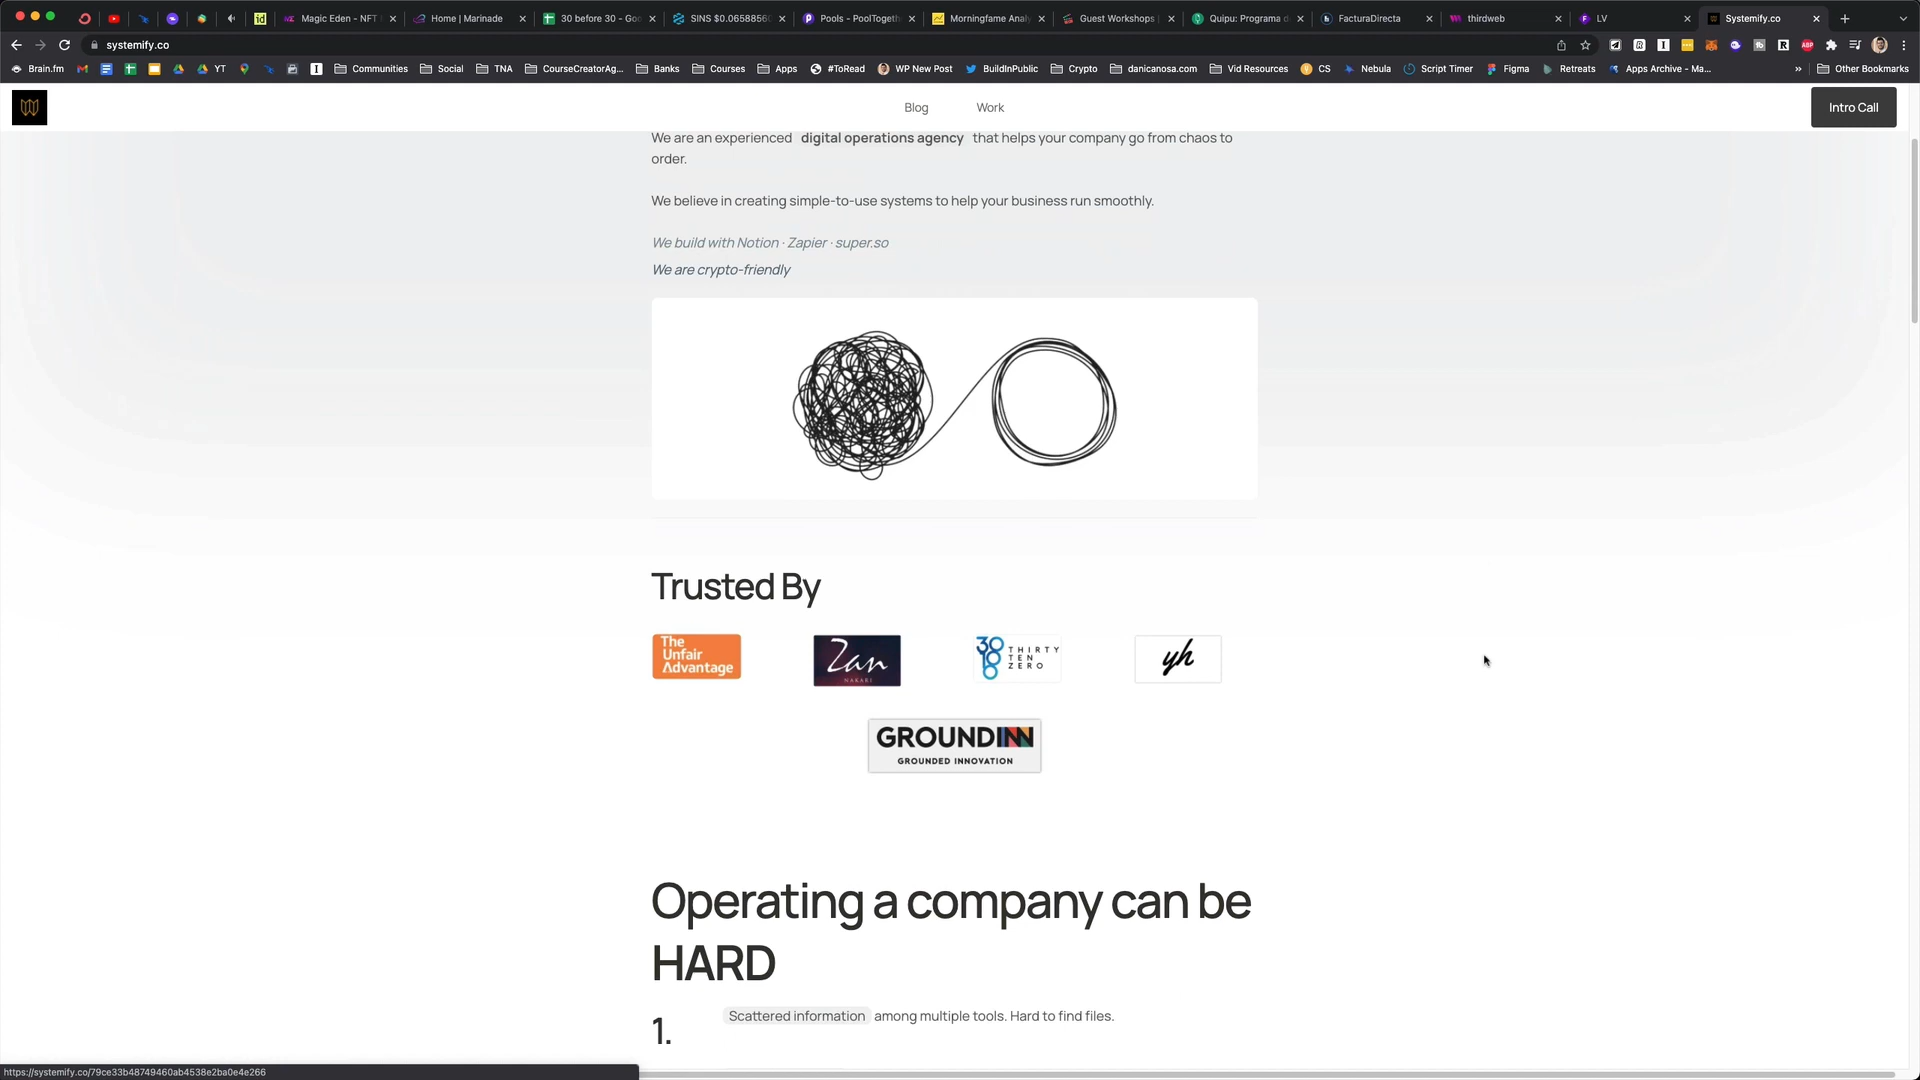 Magic Eden - NFT
Home | Marinade
30 before 30 - Goo
SINS $0.06588560
Pools - PoolTogeth
Morningfame Analy
Guest Workshops |
Quipu: Programa d
FacturaDirecta
thirdweb
LV
Systemify.co
systemify.co
Brain.fm
YT
Communities
Social
TNA
CourseCreatorAg...
Banks
Courses
Apps
#ToRead
WP New Post
BuildInPublic
Crypto
danicanosa.com
Vid Resources
CS
Nebula
Script Timer
Figma
Retreats
Apps Archive - Ma...
Other Bookmarks
Blog
Work
Intro Call
We are an experienced digital operations agency that helps your company go from chaos to
order.
We believe in creating simple-to-use systems to help your business run smoothly.
We build with Notion · Zapier · super.so
We are crypto-friendly
Trusted By
The
Unfair
Advantage
Zan
NAKARI
30
10
THIRTY
TEN
ZERO
yh
GROUNDINN
GROUNDED INNOVATION
Operating a company can be
HARD
1.
Scattered information among multiple tools. Hard to find files.
https://systemify.co/79ce33b48749460ab4538e2ba0e4e266